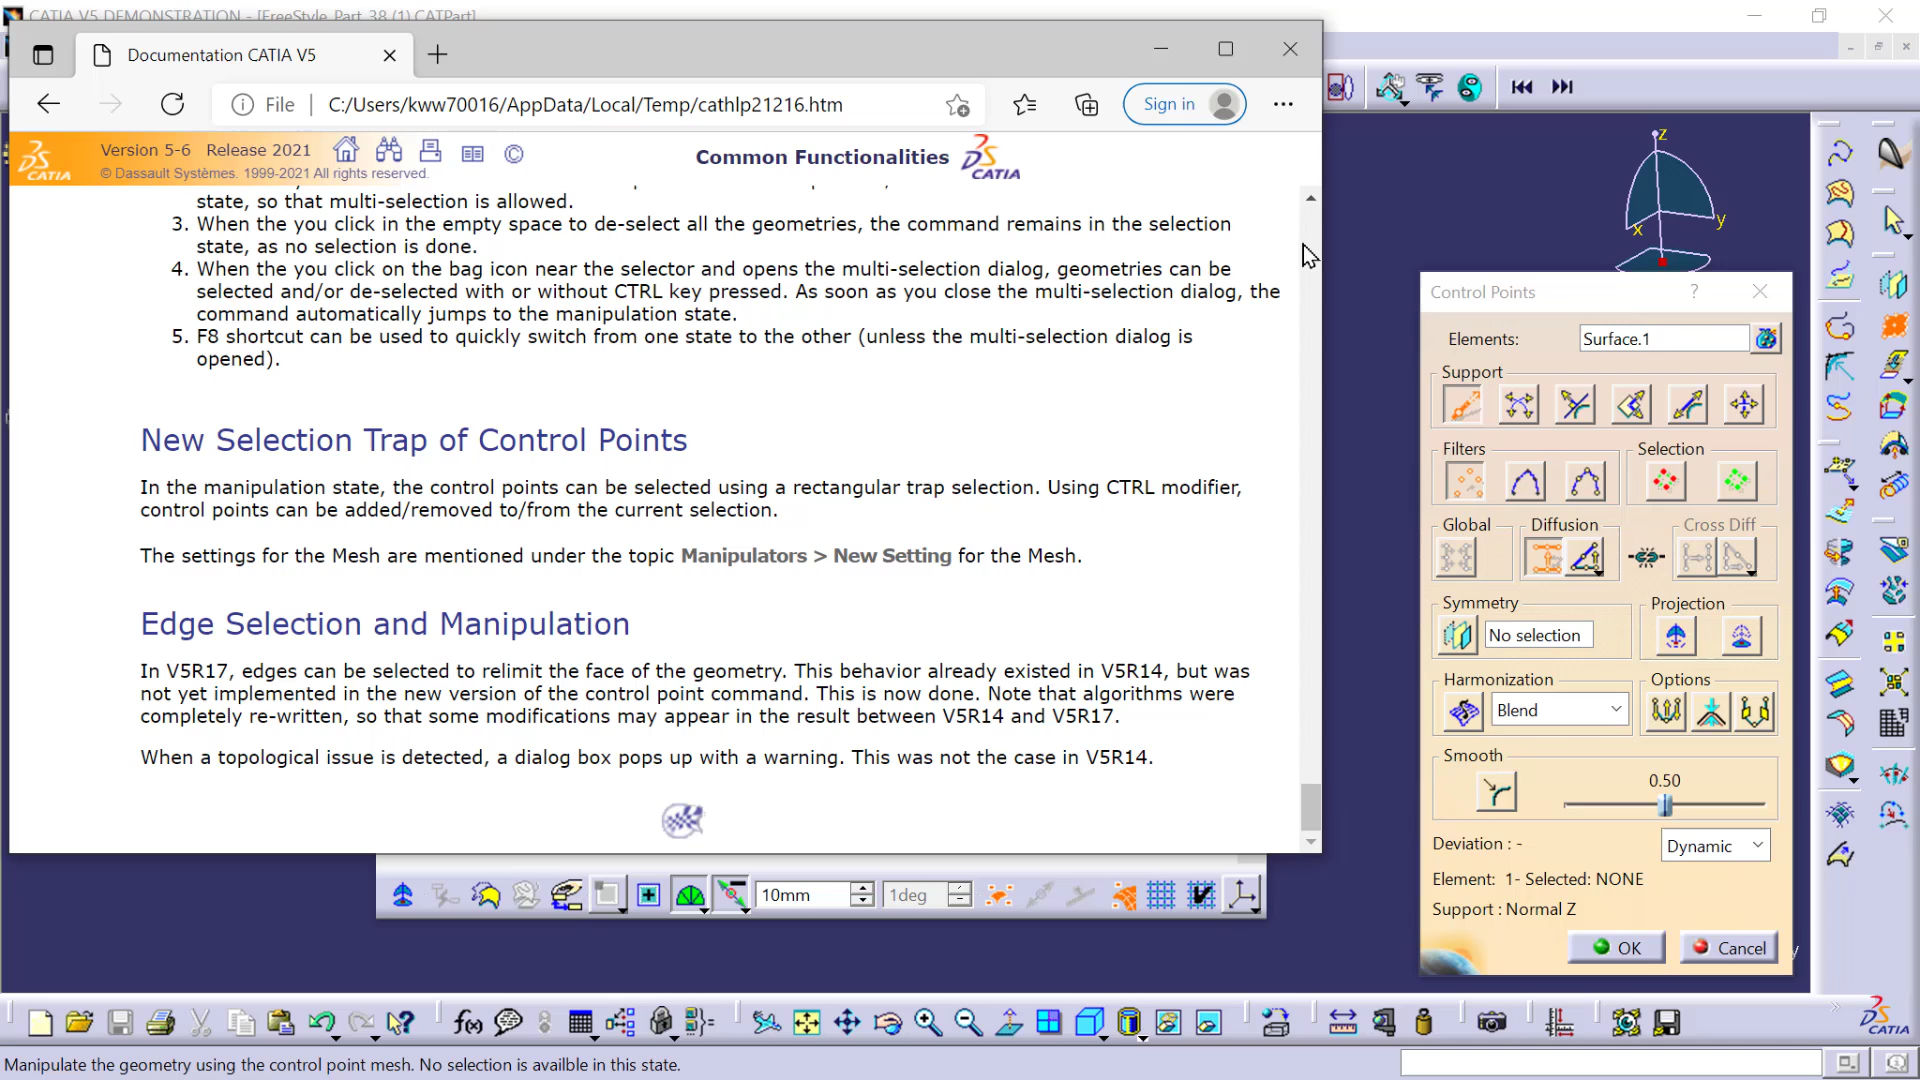 CATIA V5 DEMONSTRATION - [FreeStyle_Part_38 (1).CATPart]
Documentation CATIA V5
File
C:/Users/kww70016/AppData/Local/Temp/cathlp21216.htm
Sign in
DS CATIA
Version 5-6 Release 2021
© Dassault Systèmes. 1999-2021 All rights reserved.
Common Functionalities
DS CATIA
state, so that multi-selection is allowed.
3. When the you click in the empty space to de-select all the geometries, the command remains in the selection
state, as no selection is done.
4. When the you click on the bag icon near the selector and opens the multi-selection dialog, geometries can be
selected and/or de-selected with or without CTRL key pressed. As soon as you close the multi-selection dialog, the
command automatically jumps to the manipulation state.
5. F8 shortcut can be used to quickly switch from one state to the other (unless the multi-selection dialog is
opened).
New Selection Trap of Control Points
In the manipulation state, the control points can be selected using a rectangular trap selection. Using CTRL modifier,
control points can be added/removed to/from the current selection.
The settings for the Mesh are mentioned under the topic Manipulators > New Setting for the Mesh.
Edge Selection and Manipulation
In V5R17, edges can be selected to relimit the face of the geometry. This behavior already existed in V5R14, but was
not yet implemented in the new version of the control point command. This is now done. Note that algorithms were
completely re-written, so that some modifications may appear in the result between V5R14 and V5R17.
When a topological issue is detected, a dialog box pops up with a warning. This was not the case in V5R14.
z
y
x
Control Points
?
Elements: Surface.1
Support
Filters
Selection
Global
Diffusion
Cross Diff
Symmetry
No selection
Projection
Harmonization
Blend
Options
Smooth
0.50
Deviation : -
Dynamic
Element: 1- Selected: NONE
Support : Normal Z
OK
Cancel
y
10mm
1deg
f(x)
DS CATIA
Manipulate the geometry using the control point mesh. No selection is availble in this state.